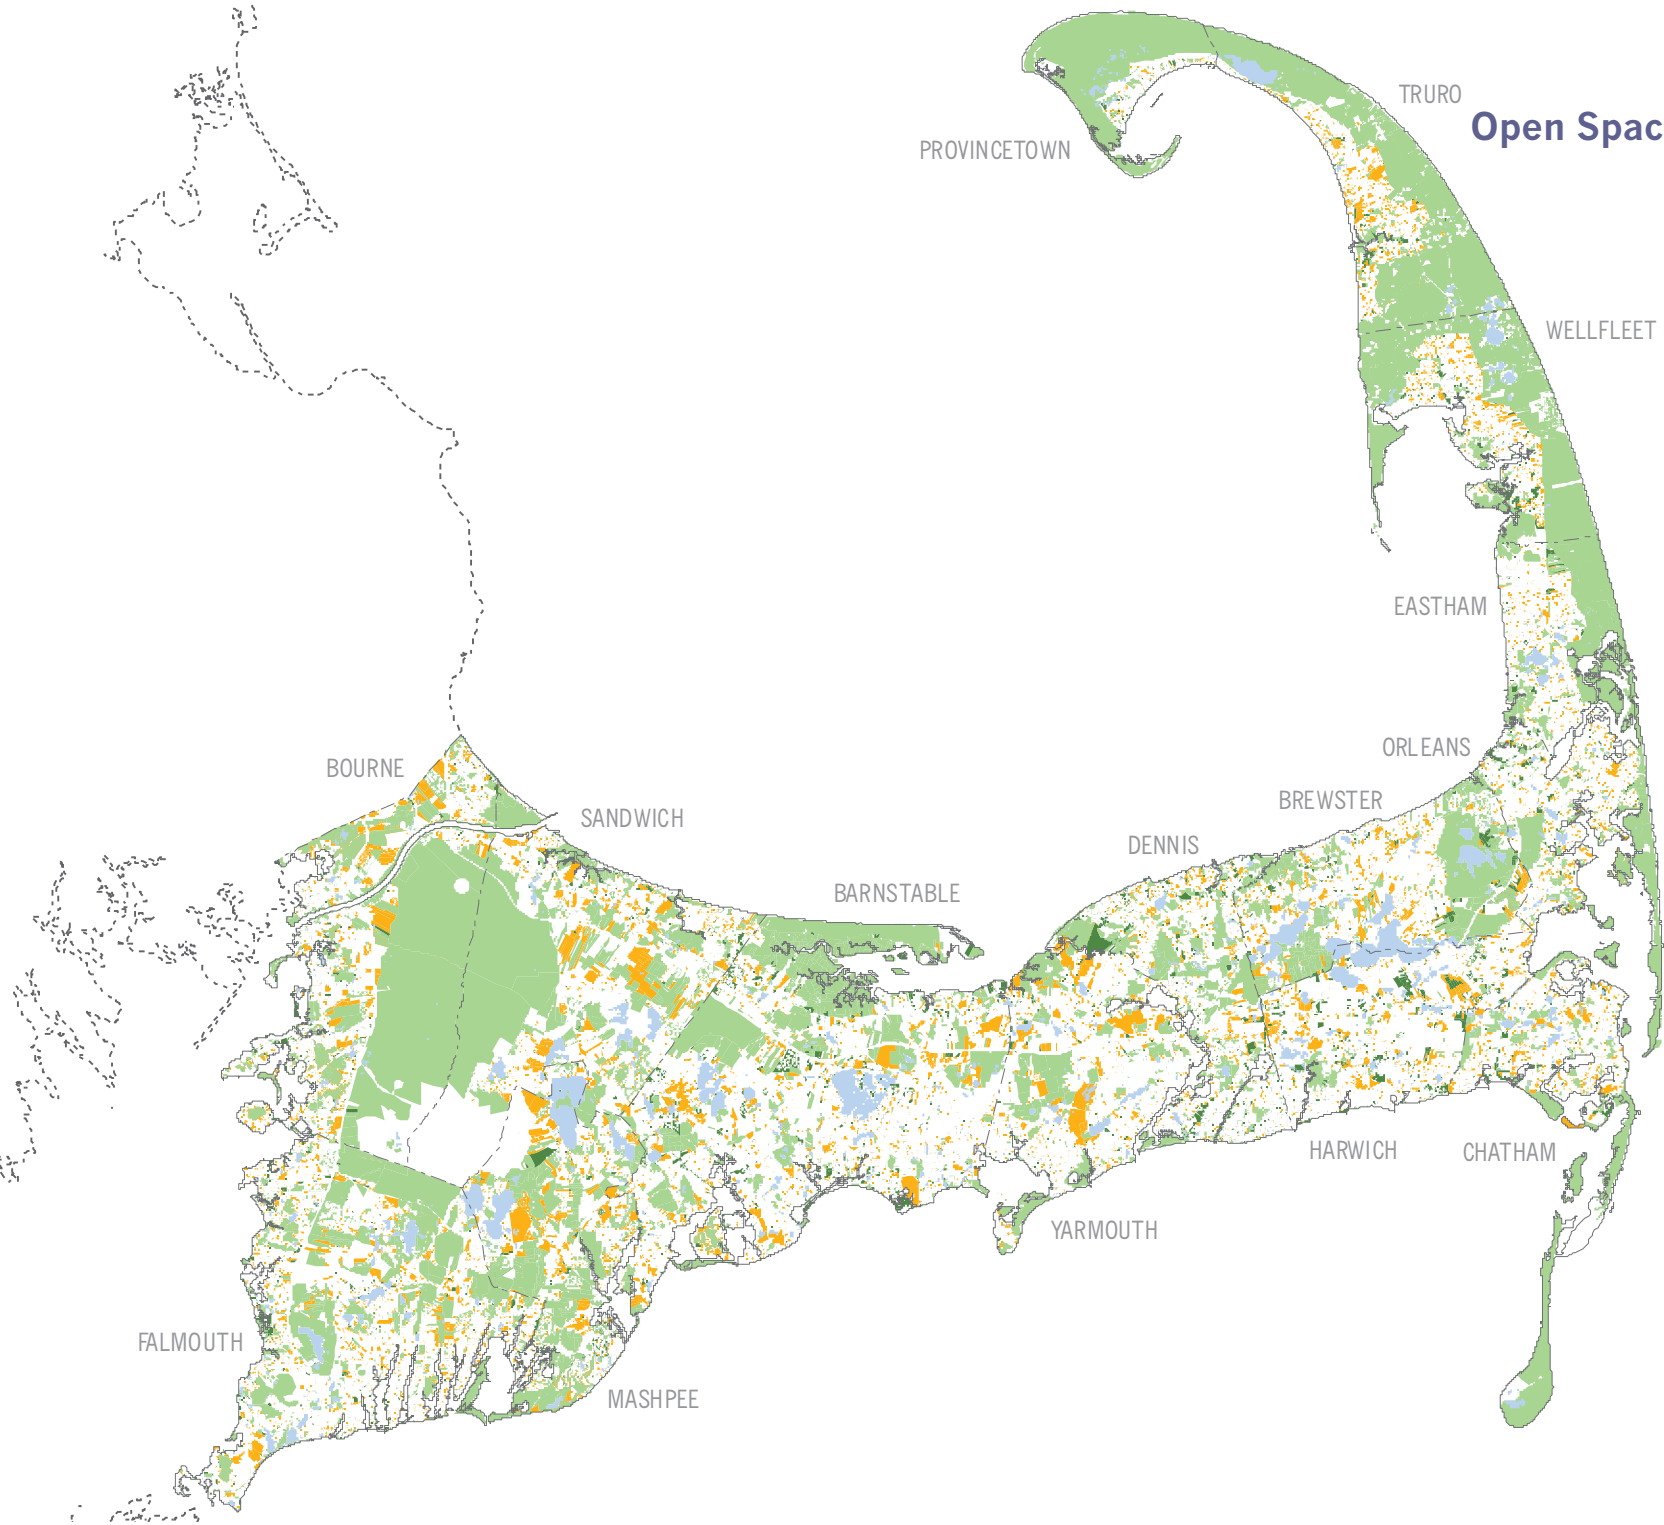 TRURO
Open Spac
PROVINCETOWN
WELLFLEET
EASTHAM
ORLEANS
BOURNE
BREWSTER
SANDWICH
DENNIS
BARNSTABLE
HARWICH
CHATHAM
YARMOUTH
FALMOUTH
MASHPEE